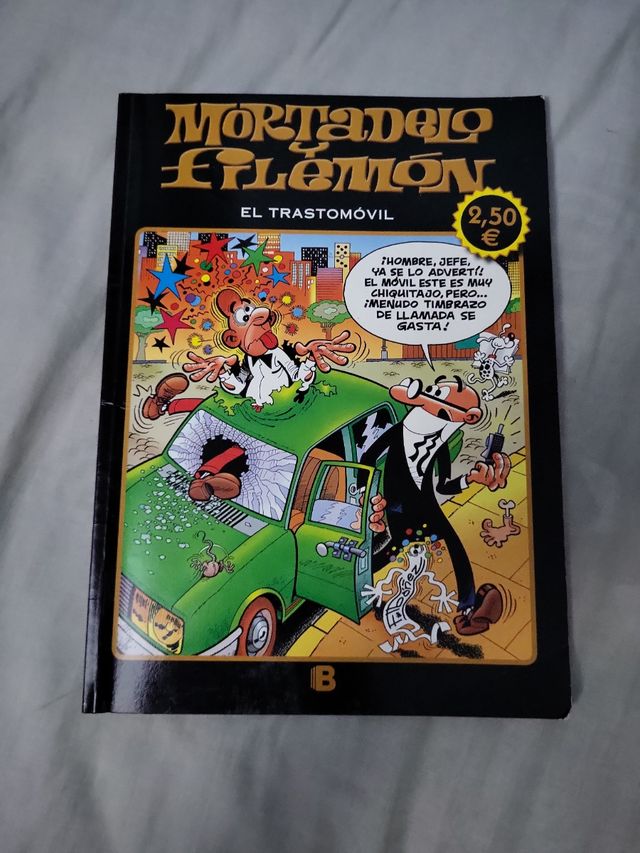 MORTADELO
Y
FILEMÓN
EL TRASTOMÓVIL
2,50
€
¡HOMBRE, JEFE,
YA SE LO ADVERTÍ!
EL MÓVIL ESTE ES MUY
CHIQUITAJO, PERO...
¡MENUDO TIMBRAZO
DE LLAMADA SE
GASTA!
B